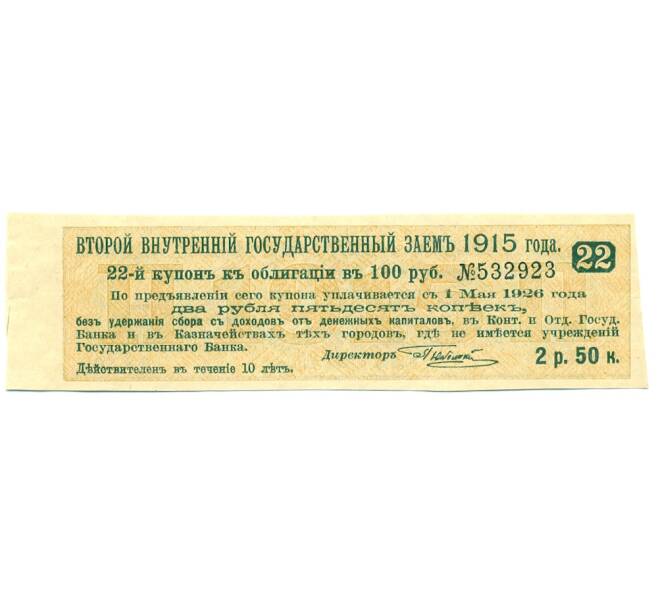 ВТОРОЙ ВНУТРЕННІЙ ГОСУДАРСТВЕННЫЙ ЗАЕМЪ 1915 года.
22
22-й купонъ къ облигаціи въ 100 руб. №532923
По предъявленіи сего купона уплачивается съ 1 Мая 1926 года
два рубля пятьдесятъ копѣекъ,
безъ удержанія сбора съ доходовъ отъ денежныхъ капиталовъ, въ Конт. и Отд. Госуд.
Банка и въ Казначействахъ тѣхъ городовъ, гдѣ не имѣется учрежденій
Государственнаго Банка.
Директоръ
2 р. 50 к.
Дѣйствителенъ въ теченіе 10 лѣтъ.